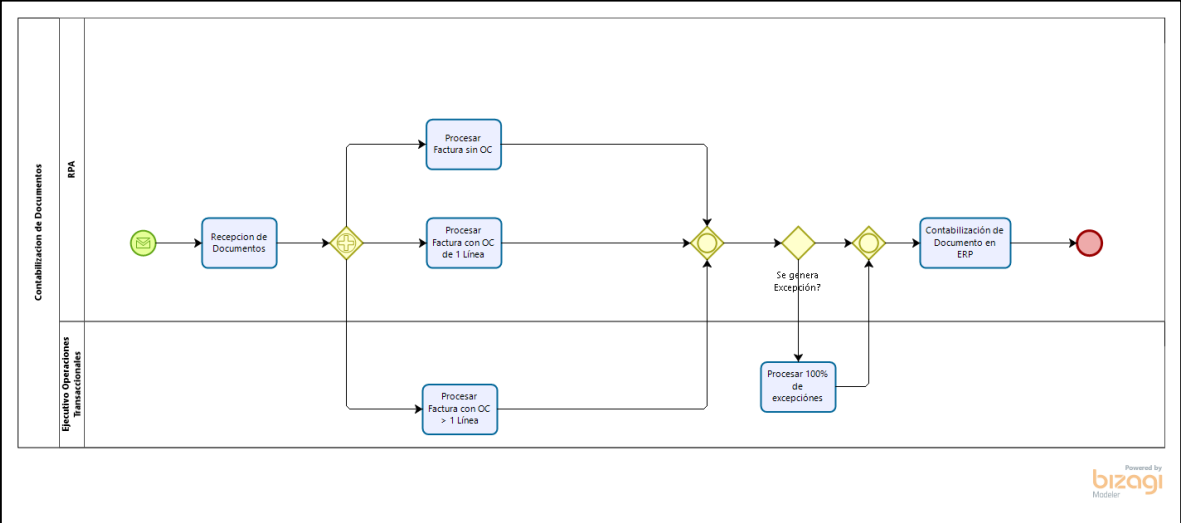 Contabilizacion de Documentos
RPA
Recepcion de
Documentos
Procesar
Factura sin OC
Procesar
Factura con OC
de 1 Línea
Se genera
Excepción?
Contabilización de
Documento en
ERP
Ejecutivo Operaciones
Transaccionales
Procesar
Factura con OC
> 1 Línea
Procesar 100%
de
excepciónes
Powered by
bizagi
Modeler